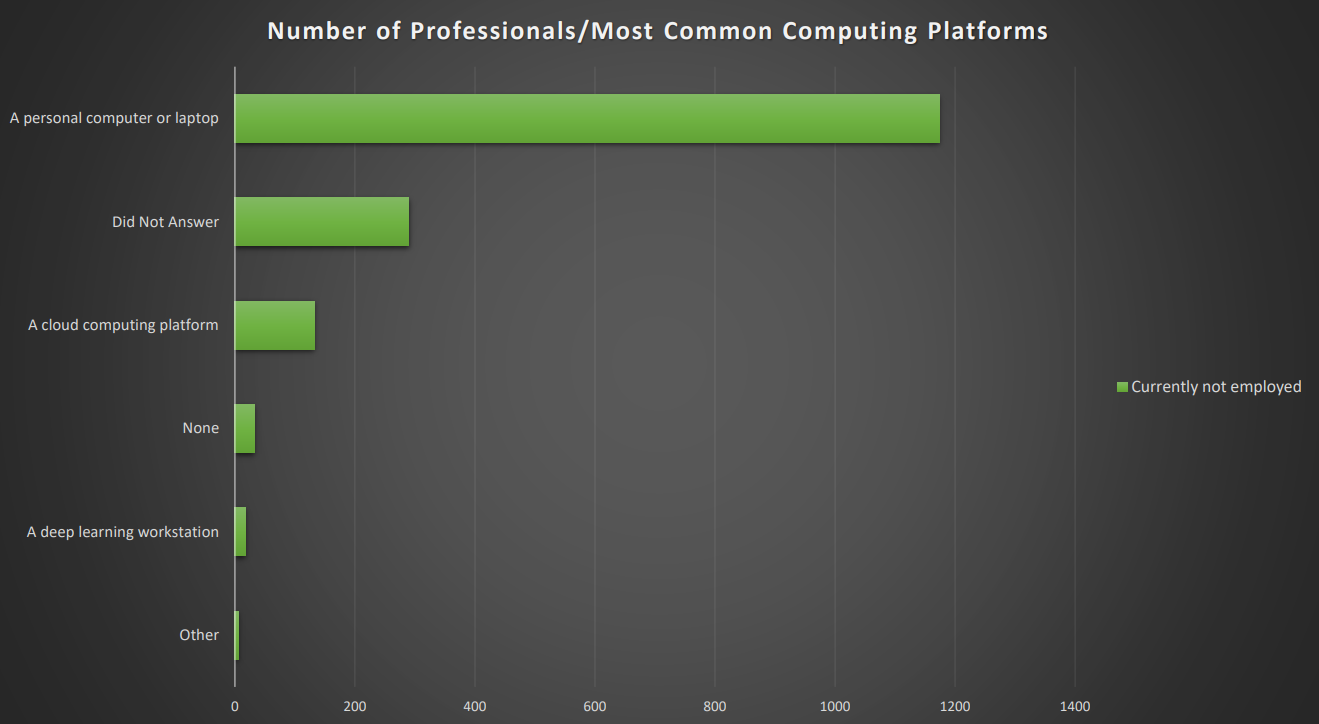 Number of Professionals/Most Common Computing Platforms
A personal computer or laptop
Did Not Answer
A cloud computing platform
None
A deep learning workstation
Other
0 200 400 600 800 1000 1200 1400
Currently not employed